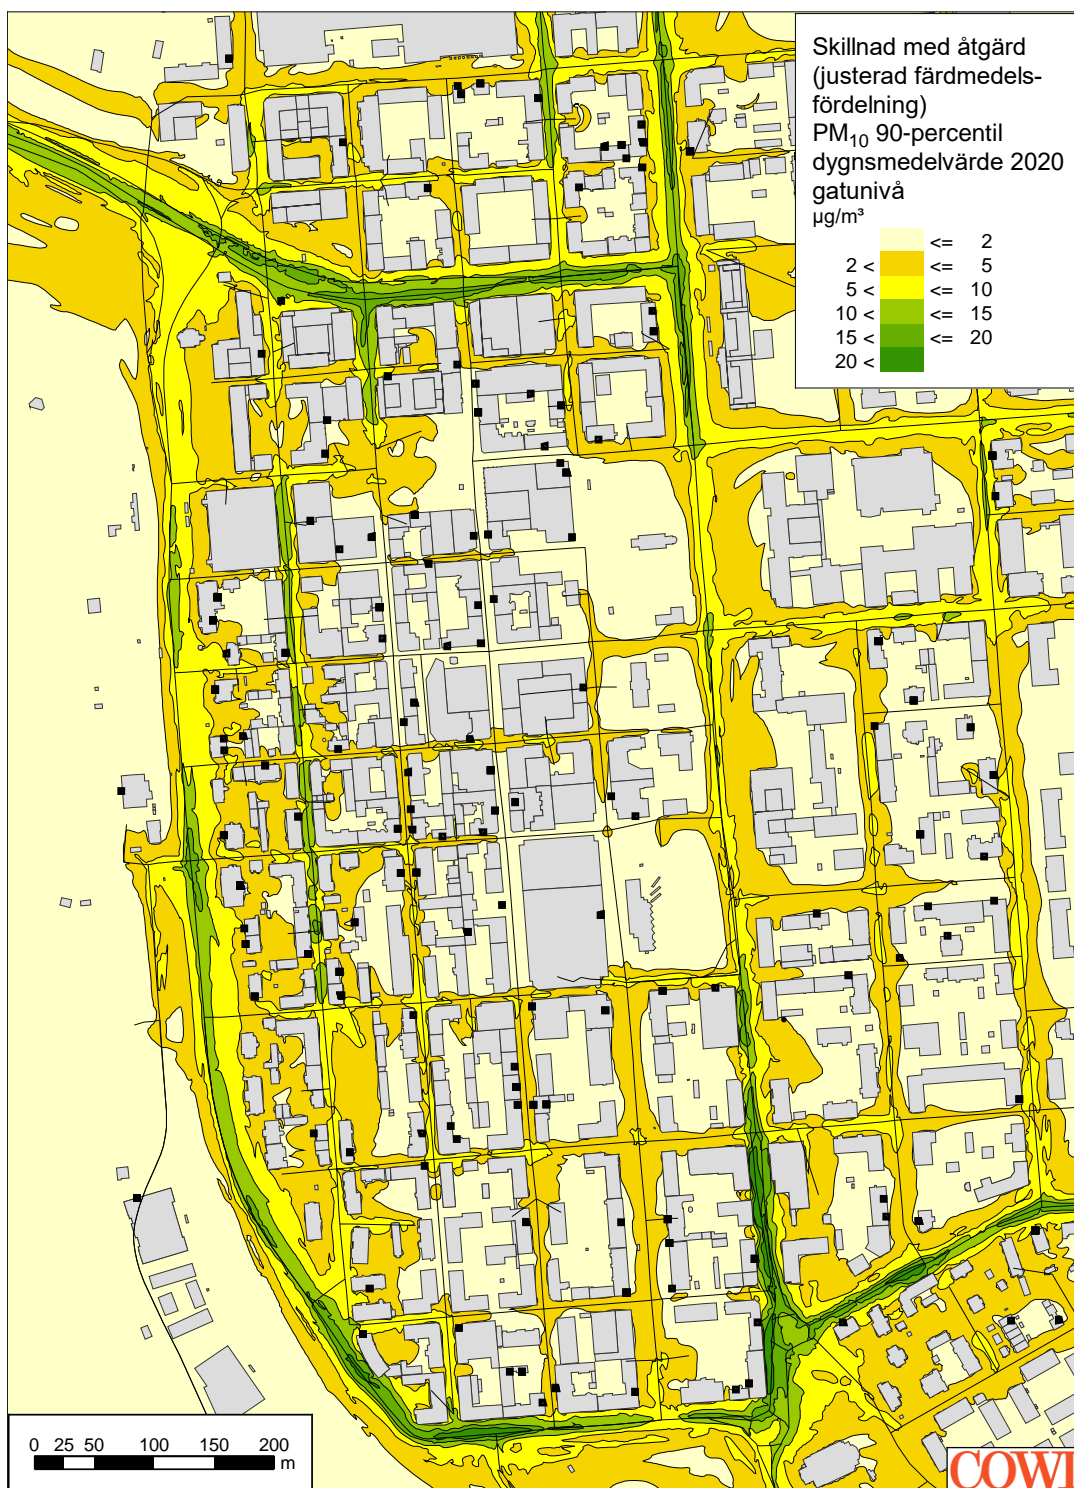 Skillnad med åtgärd
(justerad färdmedels-
fördelning)
PM₁₀ 90-percentil
dygnsmedelvärde 2020
gatunivå
µg/m³
<= 2
2 < <= 5
5 < <= 10
10 < <= 15
15 < <= 20
20 <
0 25 50 100 150 200
m
COWI